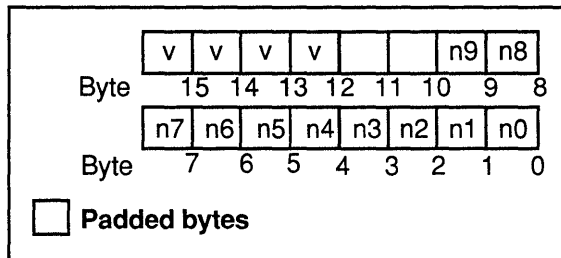 v v v v n9 n8
Byte 15 14 13 12 11 10 9 8
n7 n6 n5 n4 n3 n2 n1 n0
Byte 7 6 5 4 3 2 1 0
Padded bytes